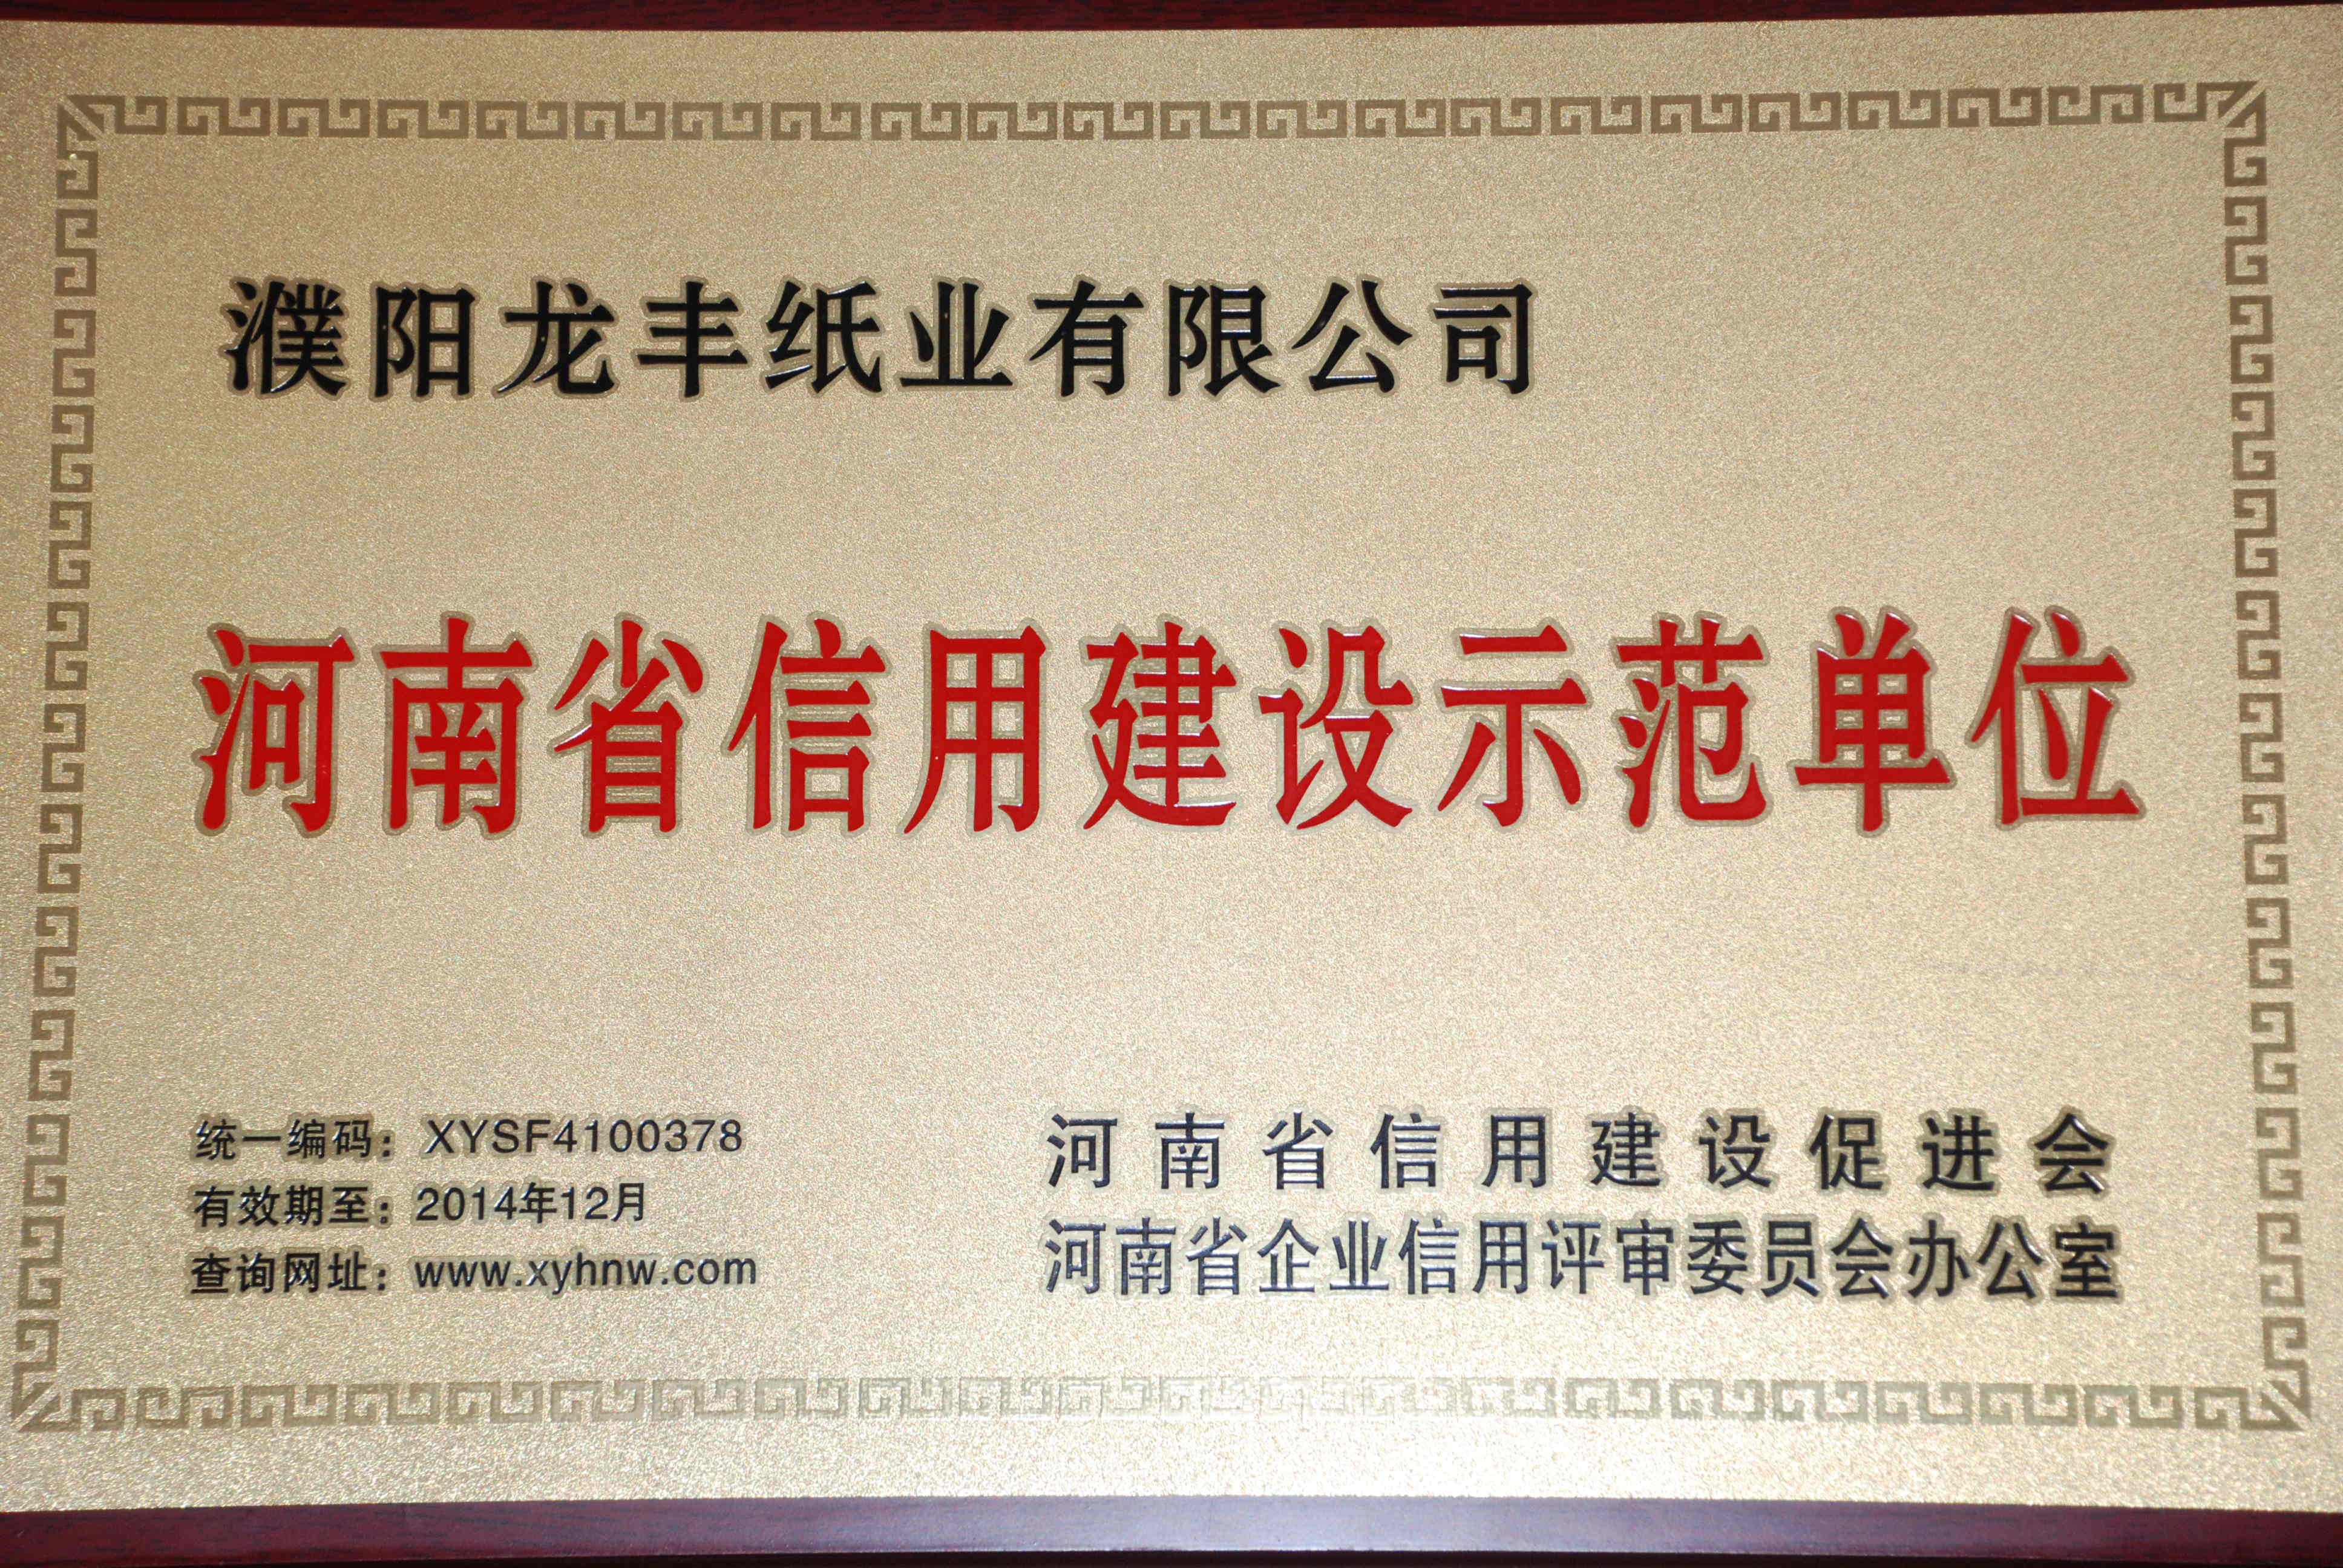 濮阳龙丰纸业有限公司
河南省信用建设示范单位
统一编码：XYSF4100378
有效期至：2014年12月
查询网址：www.xyhnw.com
河南省信用建设促进会
河南省企业信用评审委员会办公室